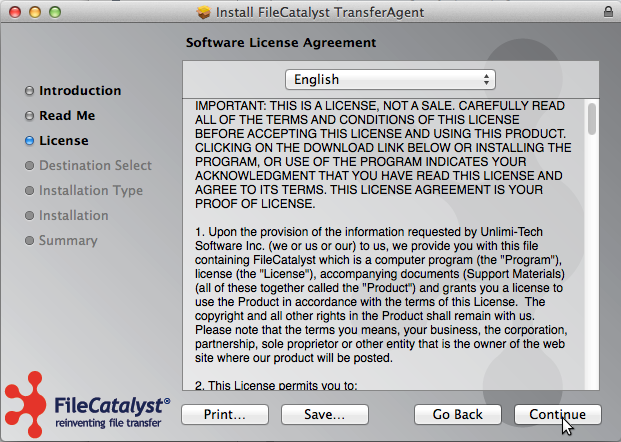 Install FileCatalyst TransferAgent
Software License Agreement
English
Introduction
Read Me
License
Destination Select
Installation Type
Installation
Summary
IMPORTANT: THIS IS A LICENSE, NOT A SALE. CAREFULLY READ
ALL OF THE TERMS AND CONDITIONS OF THIS LICENSE
BEFORE ACCEPTING THIS LICENSE AND USING THIS PRODUCT.
CLICKING ON THE DOWNLOAD LINK BELOW OR INSTALLING THE
PROGRAM, OR USE OF THE PROGRAM INDICATES YOUR
ACKNOWLEDGMENT THAT YOU HAVE READ THIS LICENSE AND
AGREE TO ITS TERMS. THIS LICENSE AGREEMENT IS YOUR
PROOF OF LICENSE.
1. Upon the provision of the information requested by Unlimi-Tech
Software Inc. (we or us or our) to us, we provide you with this file
containing FileCatalyst which is a computer program (the "Program"),
license (the "License"), accompanying documents (Support Materials)
(all of these together called the "Product") and grants you a license to
use the Product in accordance with the terms of this License. The
copyright and all other rights in the Product shall remain with us.
Please note that the terms you means, your business, the corporation,
partnership, sole proprietor or other entity that is the owner of the web
site where our product will be posted.
2. This License permits you to:
FileCatalyst®
reinventing file transfer
Print...
Save...
Go Back
Continue